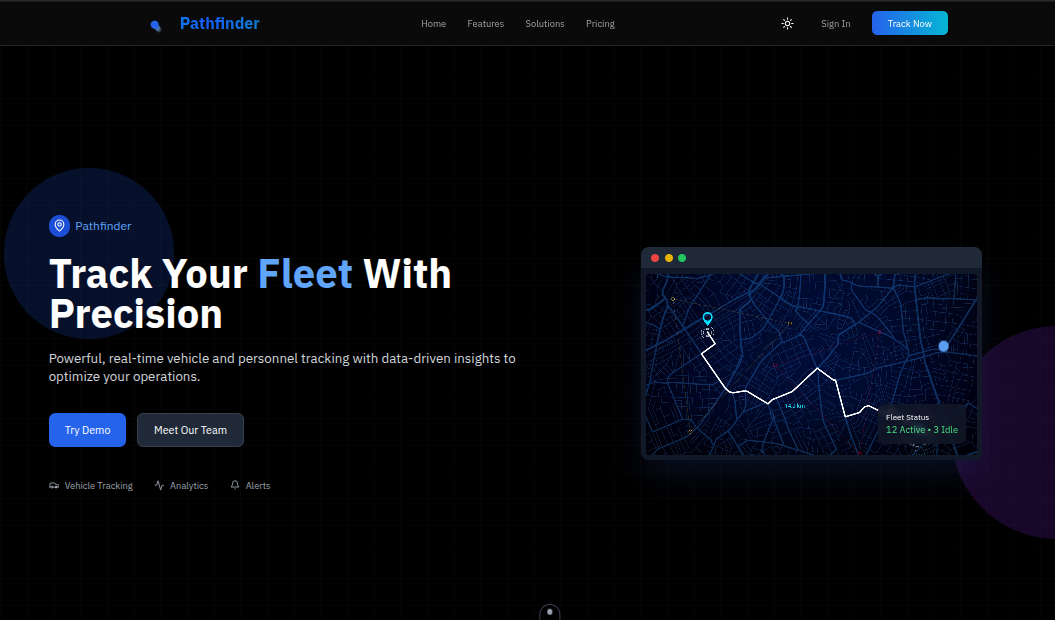 Pathfinder
Home
Features
Solutions
Pricing
Sign In
Track Now
Pathfinder
Track Your Fleet With
Precision
Powerful, real-time vehicle and personnel tracking with data-driven insights to
optimize your operations.
Try Demo
Meet Our Team
Vehicle Tracking
Analytics
Alerts
Fleet Status
12 Active • 3 Idle